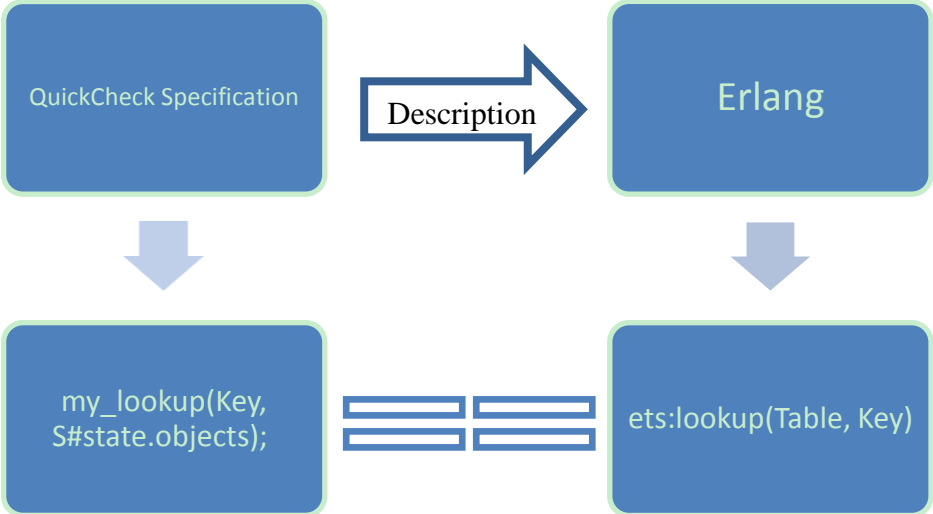 QuickCheck Specification
Description
Erlang
my_lookup(Key,
S#state.objects);
ets:lookup(Table, Key)